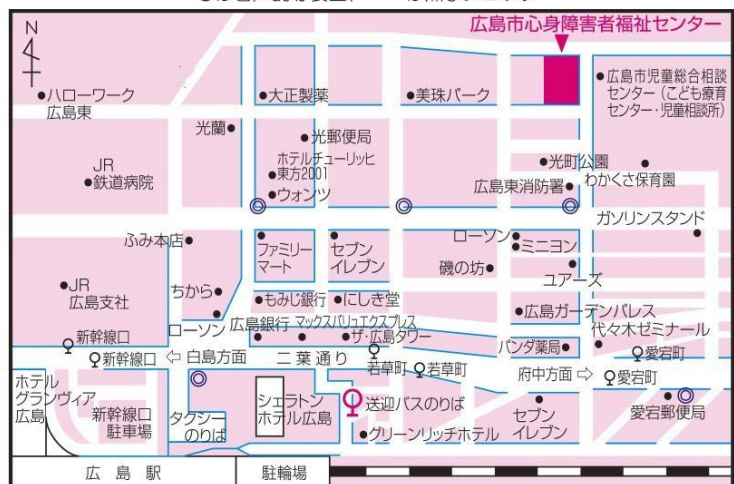 広島市心身障害者福祉センター
N
ハローワーク
広島東
大正製薬
美珠パーク
広島市児童総合相談
センター(こども療育
センター・児童相談所)
光蘭
光郵便局
ホテルチューリッヒ
東方2001
ウォンツ
JR
鉄道病院
光町公園
わかくさ保育園
広島東消防署
ガソリンスタンド
ふみ本店
ファミリー
マート
セブン
イレブン
ローソン
ミニヨン
磯の坊
ユアーズ
JR
広島支社
ちから
もみじ銀行
にしき堂
広島ガーデンパレス
ローソン
広島銀行
マックスバリュエクスプレス
ザ・広島タワー
代々木ゼミナール
新幹線口
新幹線口
⇦ 白島方面
二葉通り
若草町
若草町
パンダ薬局
愛宕町
府中方面 ⇨
愛宕町
ホテル
グランヴィア
広島
新幹線口
駐車場
タクシー
のりば
シェラトン
ホテル広島
送迎バスのりば
グリーンリッチホテル
セブン
イレブン
愛宕郵便局
広島駅
駐輪場